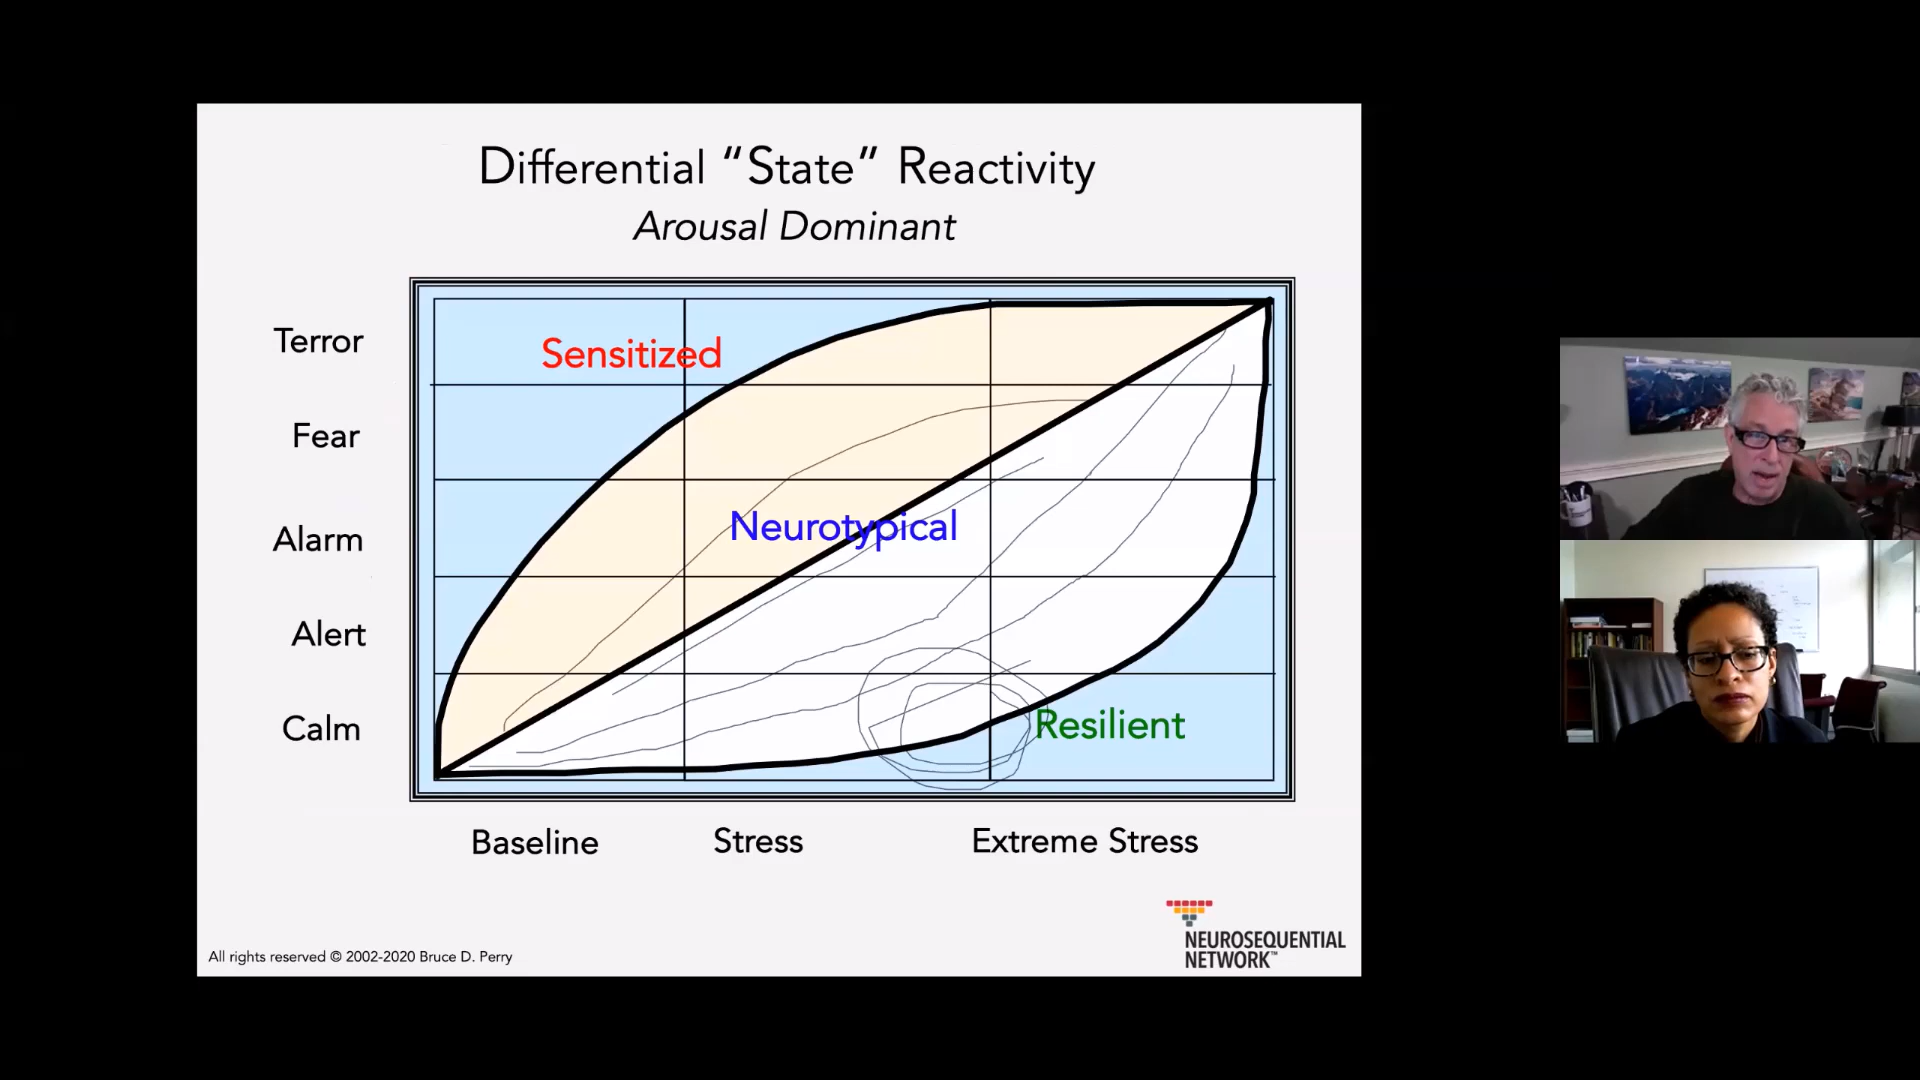 Differential “State” Reactivity
Arousal Dominant
Terror
Sensitized
Fear
Neurotypical
Alarm
Alert
Calm
Resilient
Baseline
Stress
Extreme Stress
NEUROSEQUENTIAL
NETWORK™
All rights reserved © 2002-2020 Bruce D. Perry